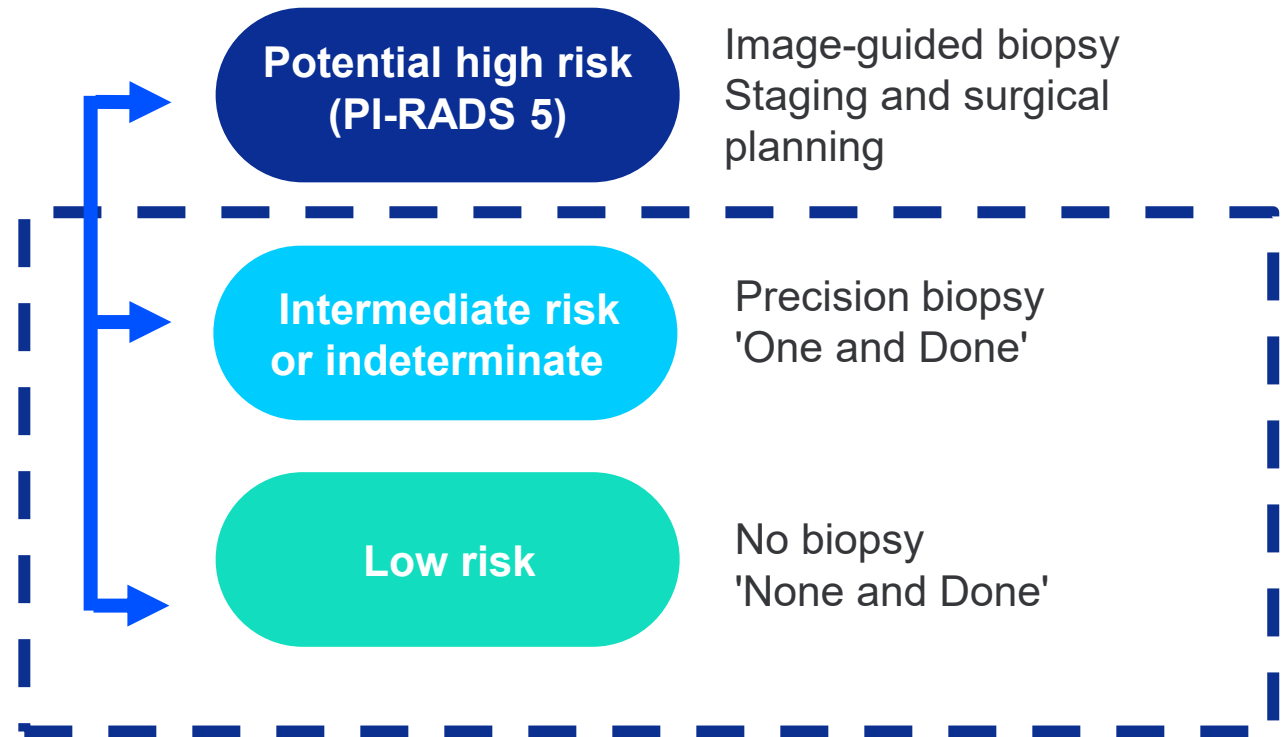 Potential high risk
(PI-RADS 5)
Image-guided biopsy
Staging and surgical
planning
Intermediate risk
or indeterminate
Precision biopsy
'One and Done'
Low risk
No biopsy
'None and Done'